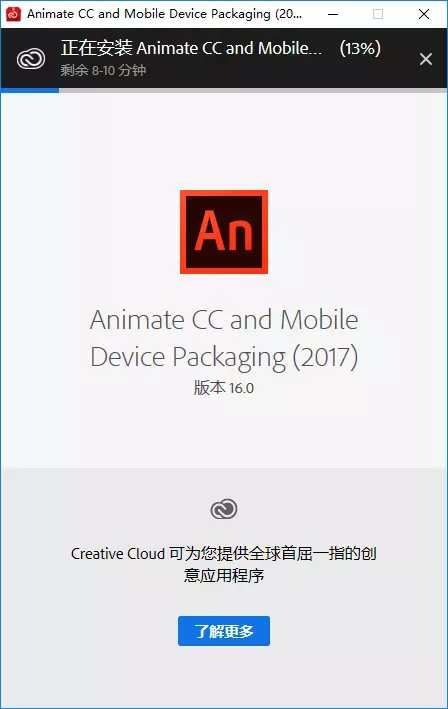 Animate CC and Mobile Device Packaging (20...
正在安装 Animate CC and Mobile... (13%)
剩余 8-10 分钟
An
Animate CC and Mobile
Device Packaging (2017)
版本 16.0
Creative Cloud 可为您提供全球首屈一指的创
意应用程序
了解更多